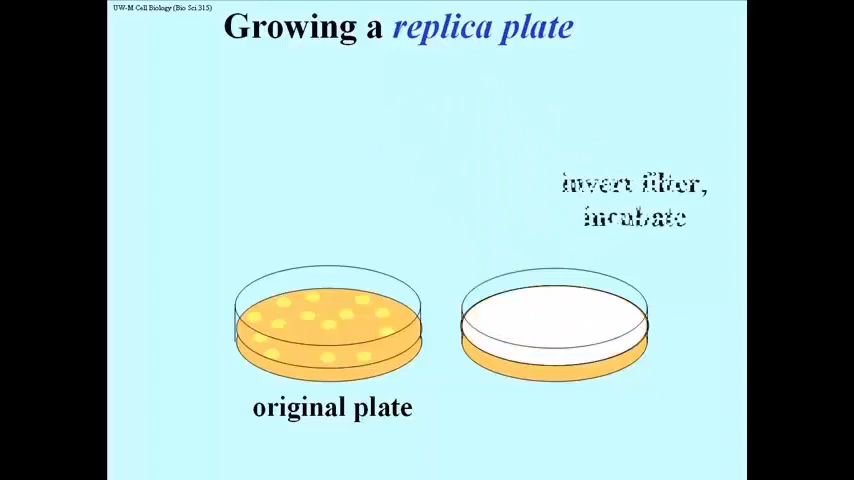 UW-M Cell Biology (Bio Sci 315)
Growing a replica plate
invert filter,
incubate
original plate